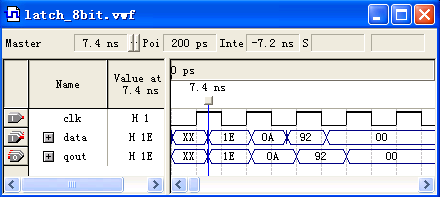 latch_8bit.vwf
Master 7.4 ns Poi 200 ps Inte -7.2 ns S
Name Value at 7.4 ns 0 ps
7.4 ns
clk H 1
data H 1E XX 1E 0A 92 00
qout H 1E XX 1E 0A 92 00